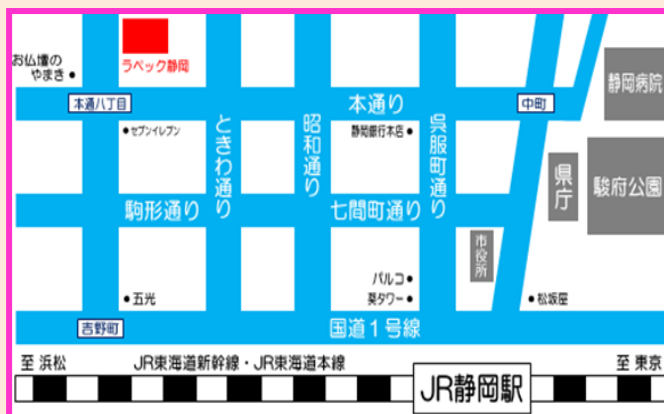 お仏壇の
やまき
ラペック静岡
静岡病院
本通八丁目
本通り
中町
セブンイレブン
ときわ通り
昭和通り
静岡銀行本店
呉服町通り
県庁
駿府公園
駒形通り
七間町通り
市役所
パルコ
葵タワー
五光
松坂屋
吉野町
国道1号線
至 浜松
JR東海道新幹線・JR東海道本線
至 東京
JR静岡駅